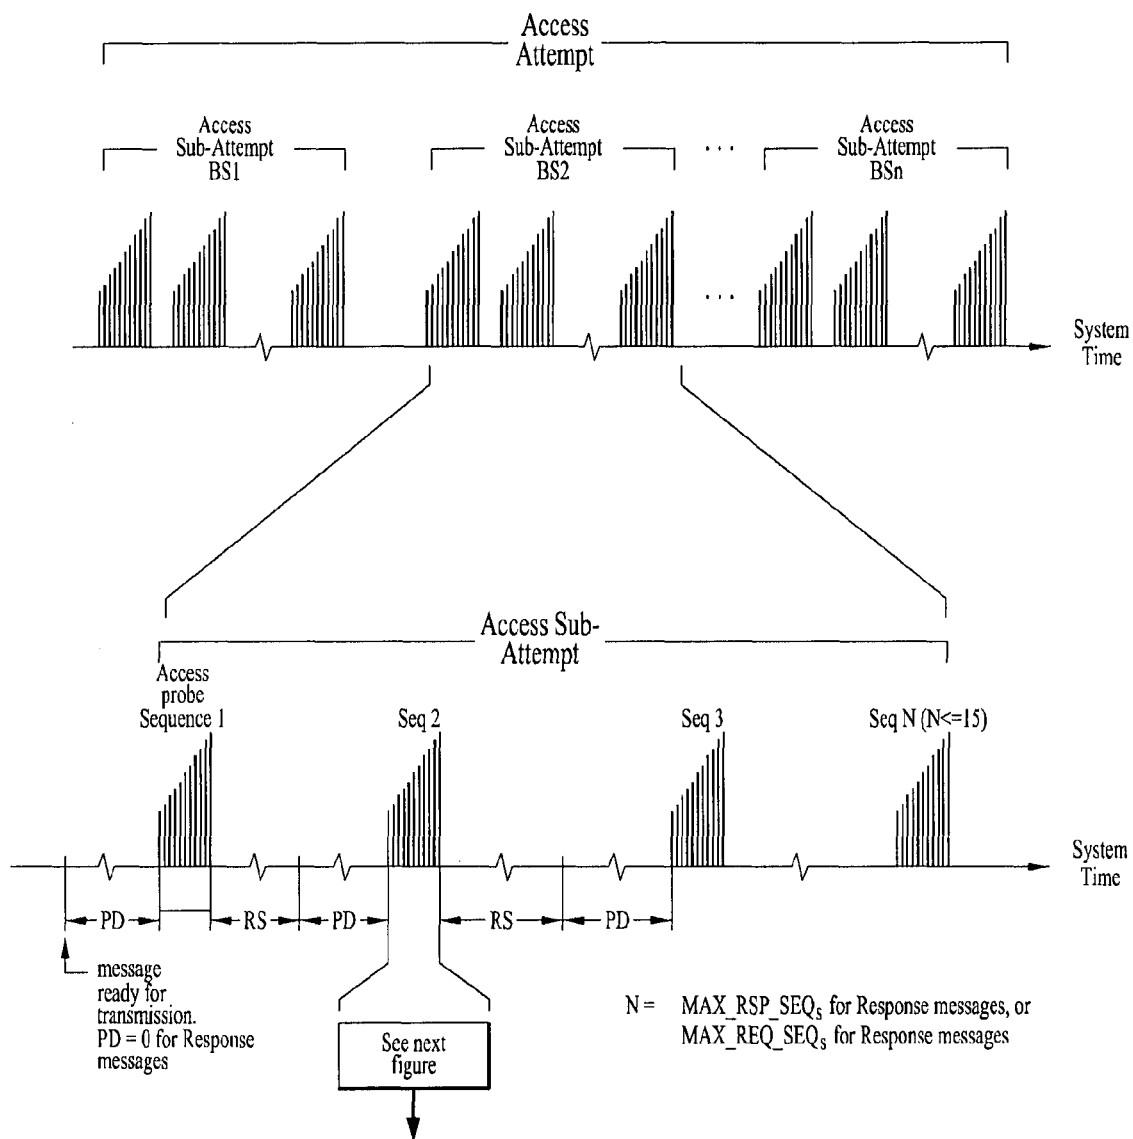 Access
Attempt
Access
Sub-Attempt
BS1
Access
Sub-Attempt
BS2
. . .
Access
Sub-Attempt
BSn
. . .
System
Time
Access Sub-
Attempt
Access
probe
Sequence 1
Seq 2
Seq 3
Seq N (N<=15)
System
Time
PD
RS
PD
RS
PD
message
ready for
transmission.
PD = 0 for Response
messages
See next
figure
N = MAX_RSP_SEQs for Response messages, or
MAX_REQ_SEQs for Response messages